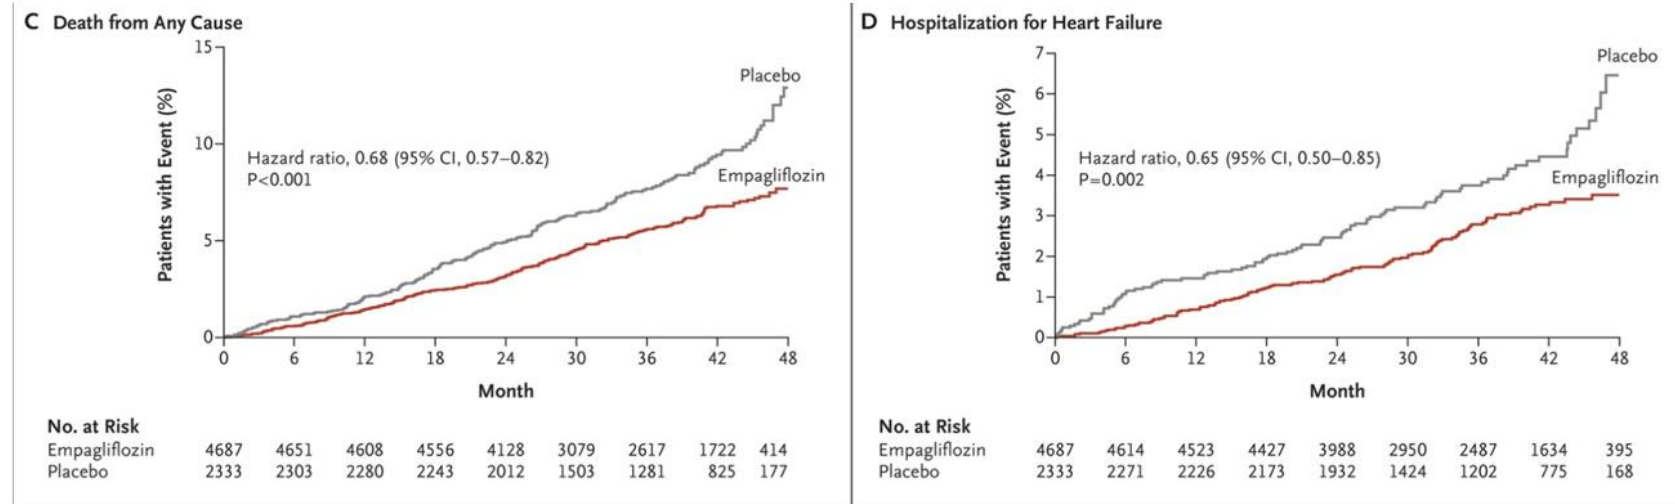 C Death from Any Cause
15
10
5
0
Patients with Event (%)
Placebo
Hazard ratio, 0.68 (95% CI, 0.57–0.82)
P<0.001
Empagliflozin
0 6 12 18 24 30 36 42 48
Month
No. at Risk
Empagliflozin 4687 4651 4608 4556 4128 3079 2617 1722 414
Placebo 2333 2303 2280 2243 2012 1503 1281 825 177
D Hospitalization for Heart Failure
7
6
5
4
3
2
1
0
Patients with Event (%)
Placebo
Hazard ratio, 0.65 (95% CI, 0.50–0.85)
P=0.002
Empagliflozin
0 6 12 18 24 30 36 42 48
Month
No. at Risk
Empagliflozin 4687 4614 4523 4427 3988 2950 2487 1634 395
Placebo 2333 2271 2226 2173 1932 1424 1202 775 168